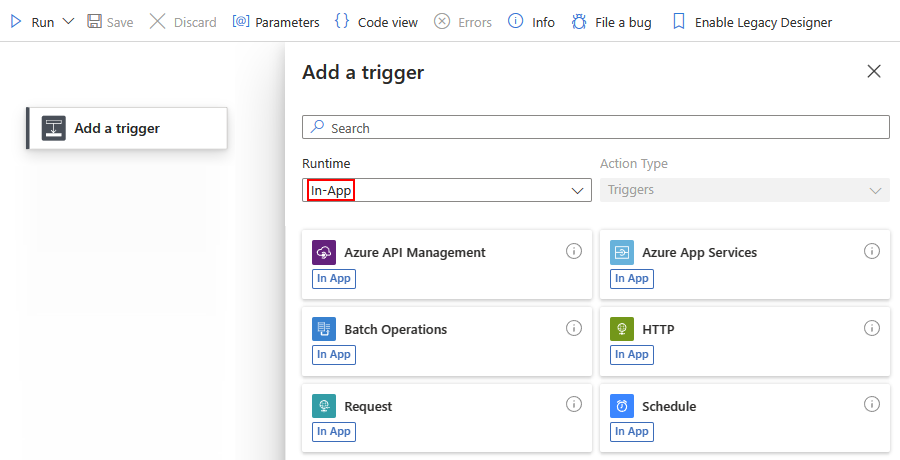 Run Save Discard Parameters Code view Errors Info File a bug Enable Legacy Designer
Add a trigger
Add a trigger
Search
Runtime Action Type
In-App Triggers
Azure API Management Azure App Services
In App In App
Batch Operations HTTP
In App In App
Request Schedule
In App In App